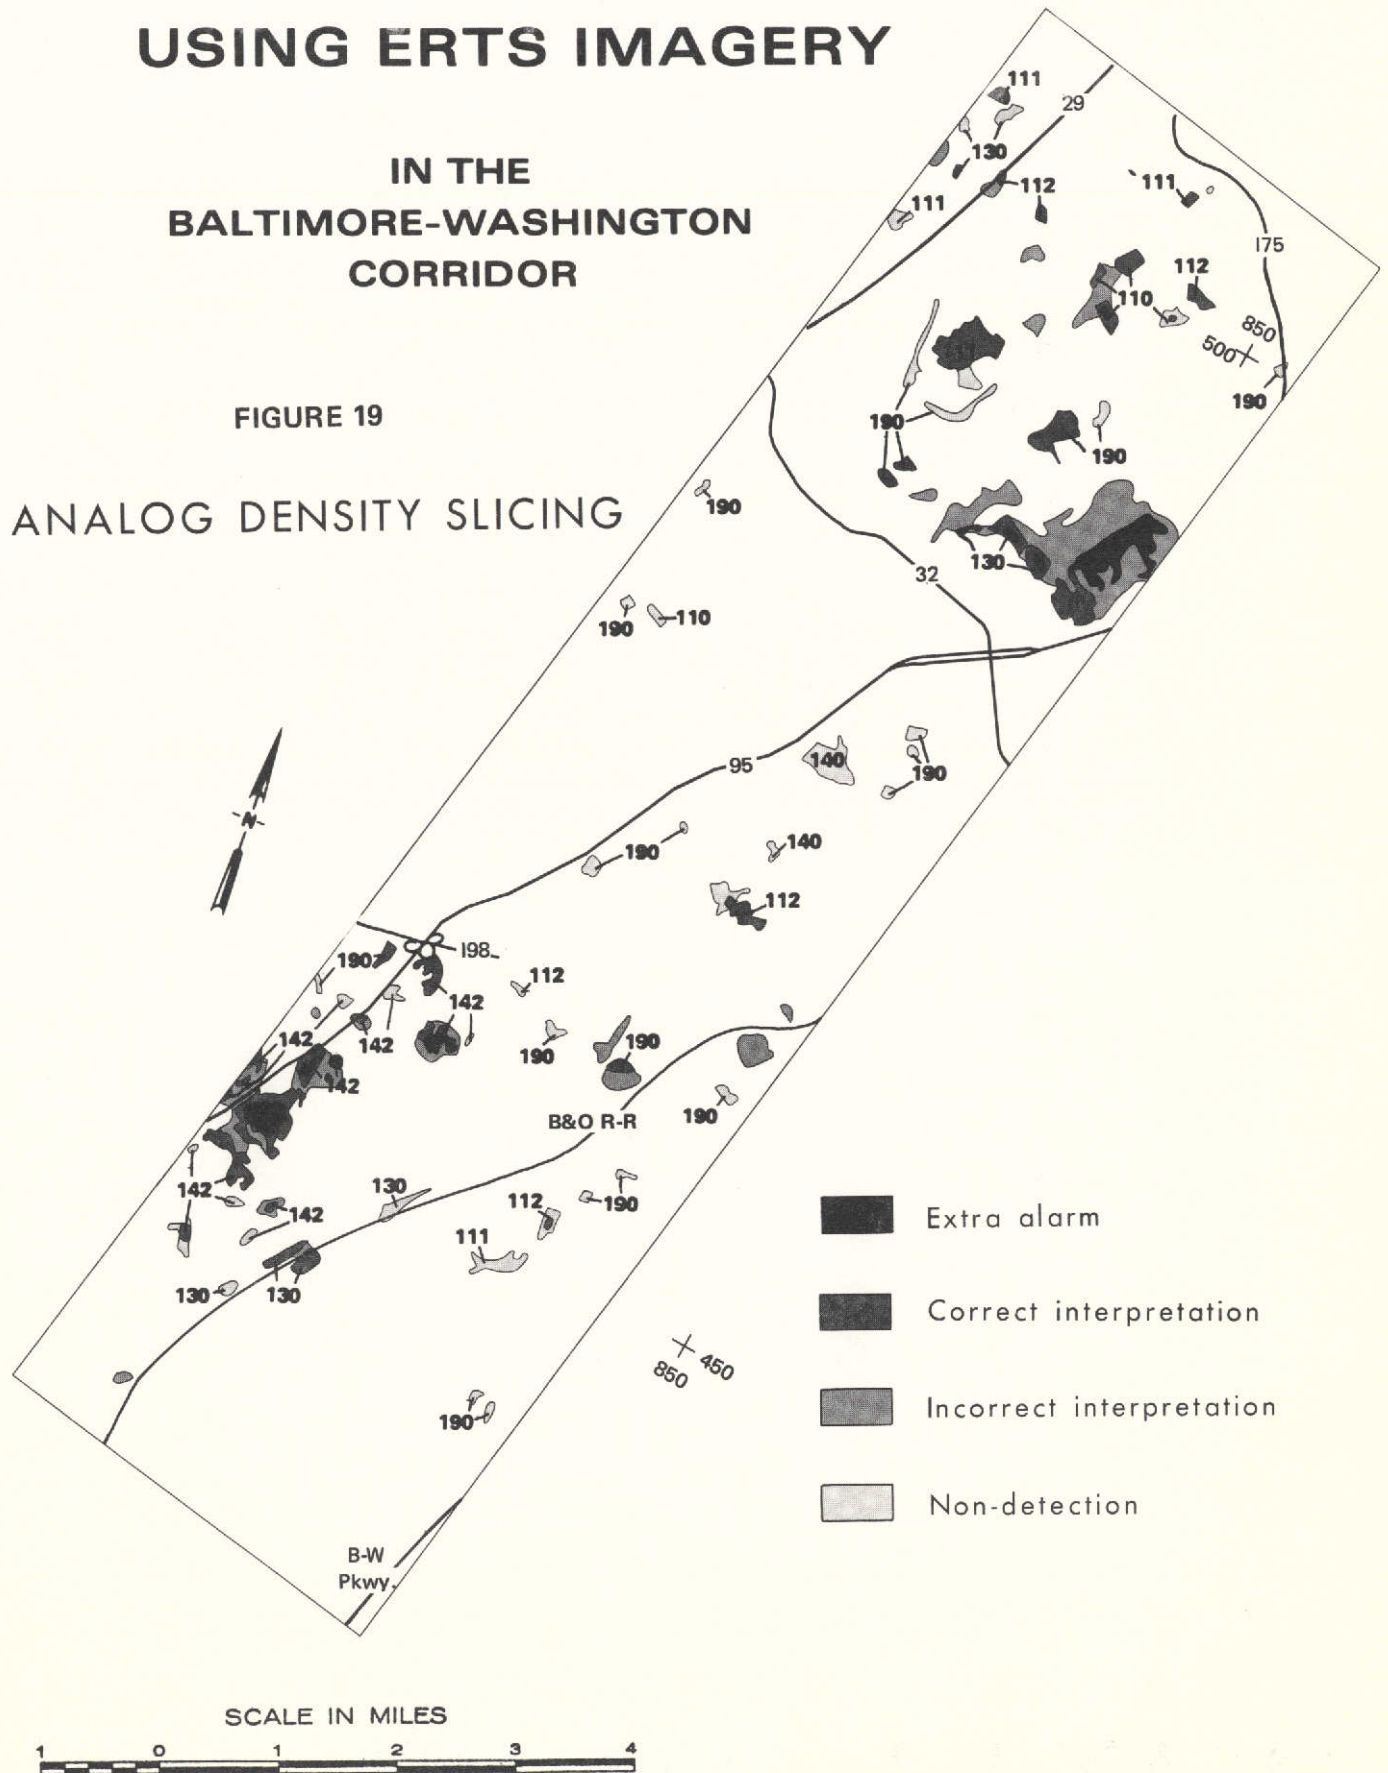 USING ERTS IMAGERY
IN THE
BALTIMORE-WASHINGTON
CORRIDOR
FIGURE 19
ANALOG DENSITY SLICING
111
29
130
112
111
111
175
112
110
850
500
190
190
190
190
130
32
190
110
95
140
190
190
140
112
198
190
112
142
142
142
190
190
142
B&O R-R
190
142
130
112
190
142
111
130
130
850
450
190
B-W
Pkwy.
N
Extra alarm
Correct interpretation
Incorrect interpretation
Non-detection
SCALE IN MILES
1 0 1 2 3 4